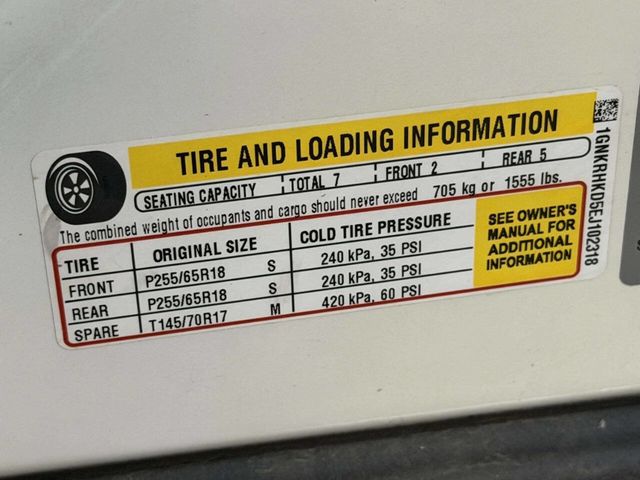 TIRE AND LOADING INFORMATION
SEATING CAPACITY TOTAL 7 FRONT 2 REAR 5
The combined weight of occupants and cargo should never exceed 705 kg or 1555 lbs.
TIRE ORIGINAL SIZE COLD TIRE PRESSURE
FRONT P255/65R18 S 240 kPa, 35 PSI
REAR P255/65R18 S 240 kPa, 35 PSI
SPARE T145/70R17 M 420 kPa, 60 PSI
SEE OWNER'S
MANUAL FOR
ADDITIONAL
INFORMATION
1GNKRHKD5EJ102318